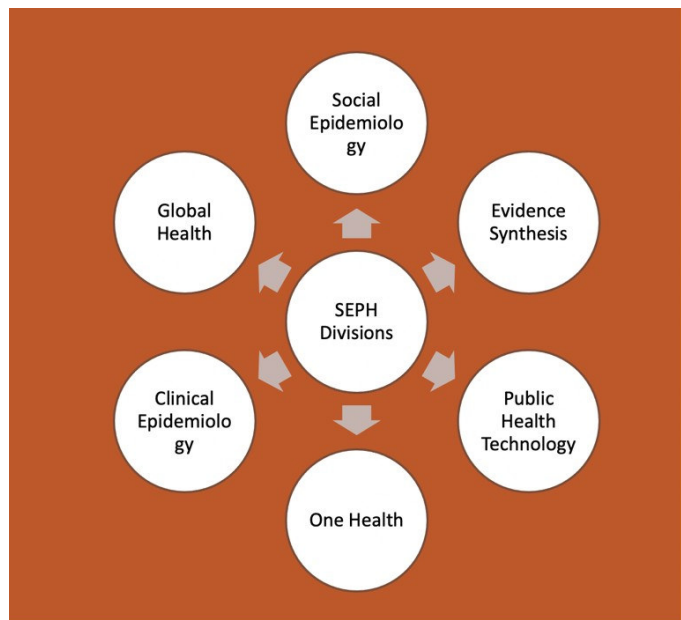 Social
Epidemiolo
gy
Global
Health
Evidence
Synthesis
SEPH
Divisions
Clinical
Epidemiolo
gy
Public
Health
Technology
One Health